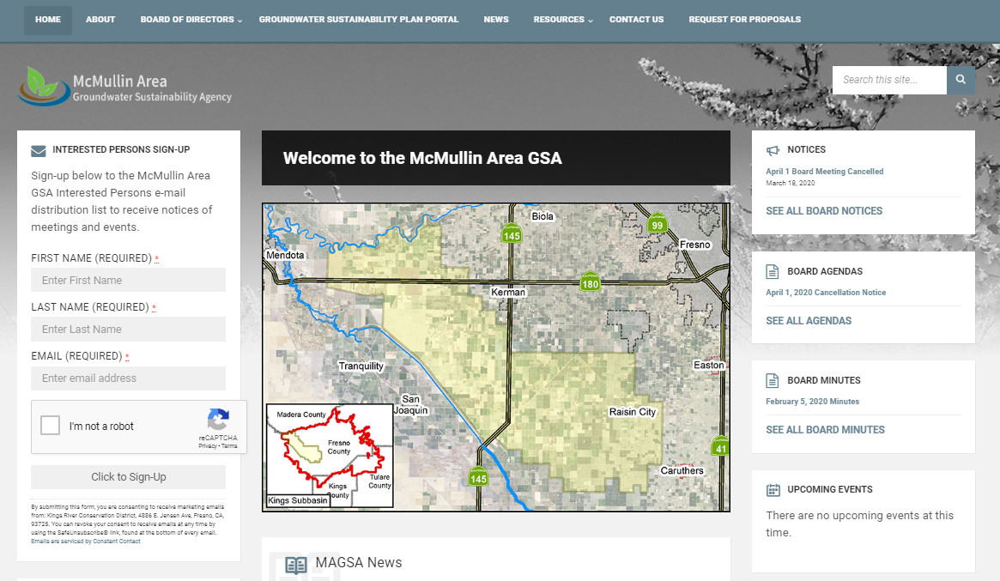 HOME
ABOUT
BOARD OF DIRECTORS
GROUNDWATER SUSTAINABILITY PLAN PORTAL
NEWS
RESOURCES
CONTACT US
REQUEST FOR PROPOSALS
McMullin Area
Groundwater Sustainability Agency
Search this site...
INTERESTED PERSONS SIGN-UP
Sign-up below to the McMullin Area
GSA Interested Persons e-mail
distribution list to receive notices of
meetings and events.
FIRST NAME (REQUIRED) *
Enter First Name
LAST NAME (REQUIRED) *
Enter Last Name
EMAIL (REQUIRED) *
Enter email address
I'm not a robot
reCAPTCHA
Privacy • Terms
Click to Sign-Up
By submitting this form, you are consenting to receive marketing emails
from: Kings River Conservation District, 4886 E. Jensen Ave, Fresno, CA,
93725. You can revoke your consent to receive emails at any time by
using the SafeUnsubscribe® link, found at the bottom of every email.
Emails are serviced by Constant Contact
Welcome to the McMullin Area GSA
Biola
99
145
Fresno
Mendota
180
Kerman
Tranquility
Easton
San
Joaquin
Raisin City
41
Caruthers
145
Madera County
Fresno
County
Tulare
County
Kings
County
Kings Subbasin
MAGSA News
NOTICES
April 1 Board Meeting Cancelled
March 18, 2020
SEE ALL BOARD NOTICES
BOARD AGENDAS
April 1, 2020 Cancellation Notice
SEE ALL AGENDAS
BOARD MINUTES
February 5, 2020 Minutes
SEE ALL BOARD MINUTES
UPCOMING EVENTS
There are no upcoming events at this
time.